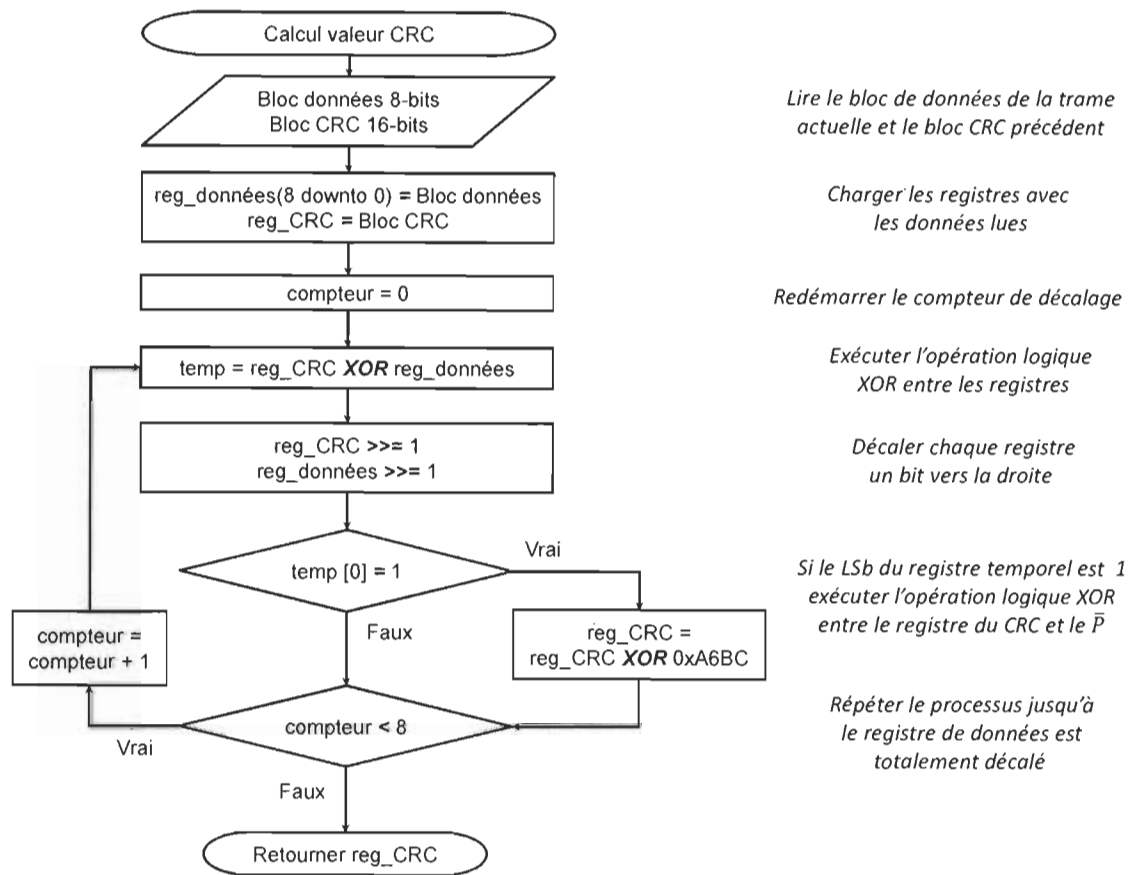 Calcul valeur CRC
Bloc données 8-bits
Bloc CRC 16-bits
Lire le bloc de données de la trame
actuelle et le bloc CRC précédent
reg_données(8 downto 0) = Bloc données
reg_CRC = Bloc CRC
Charger les registres avec
les données lues
compteur = 0
Redémarrer le compteur de décalage
temp = reg_CRC XOR reg_données
Exécuter l'opération logique
XOR entre les registres
reg_CRC >>= 1
reg_données >>= 1
Décaler chaque registre
un bit vers la droite
temp [0] = 1
Vrai
Faux
Si le LSb du registre temporel est 1
exécuter l'opération logique XOR
entre le registre du CRC et le P̄
reg_CRC =
reg_CRC XOR 0xA6BC
compteur =
compteur + 1
compteur < 8
Vrai
Faux
Répéter le processus jusqu'à
le registre de données est
totalement décalé
Retourner reg_CRC